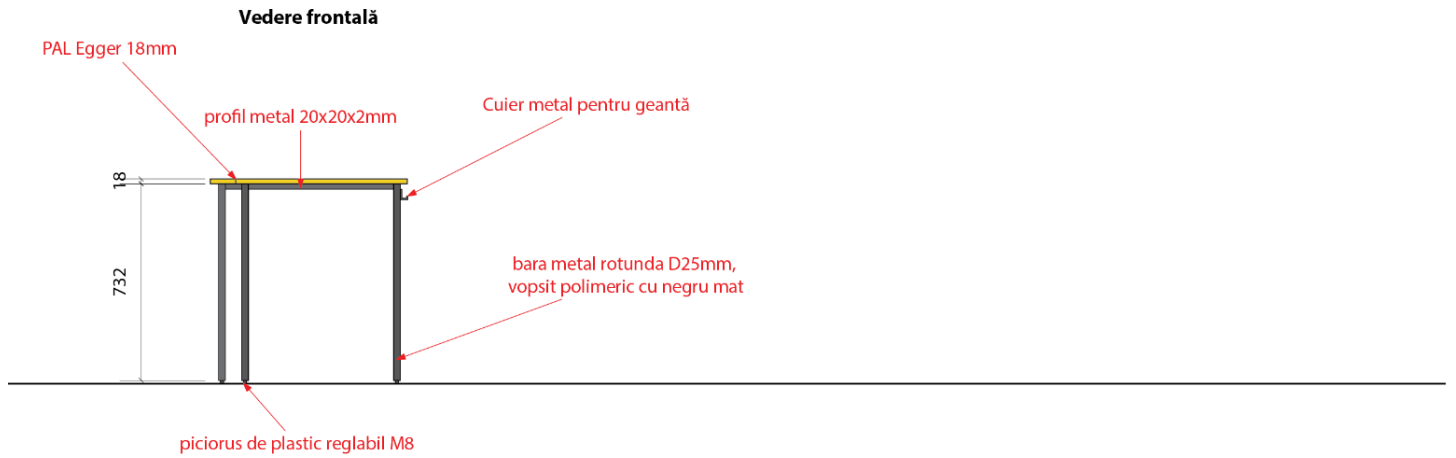 Vedere frontală
PAL Egger 18mm
Cuier metal pentru geantă
profil metal 20x20x2mm
18
732
bara metal rotunda D25mm,
vopsit polimeric cu negru mat
piciorus de plastic reglabil M8